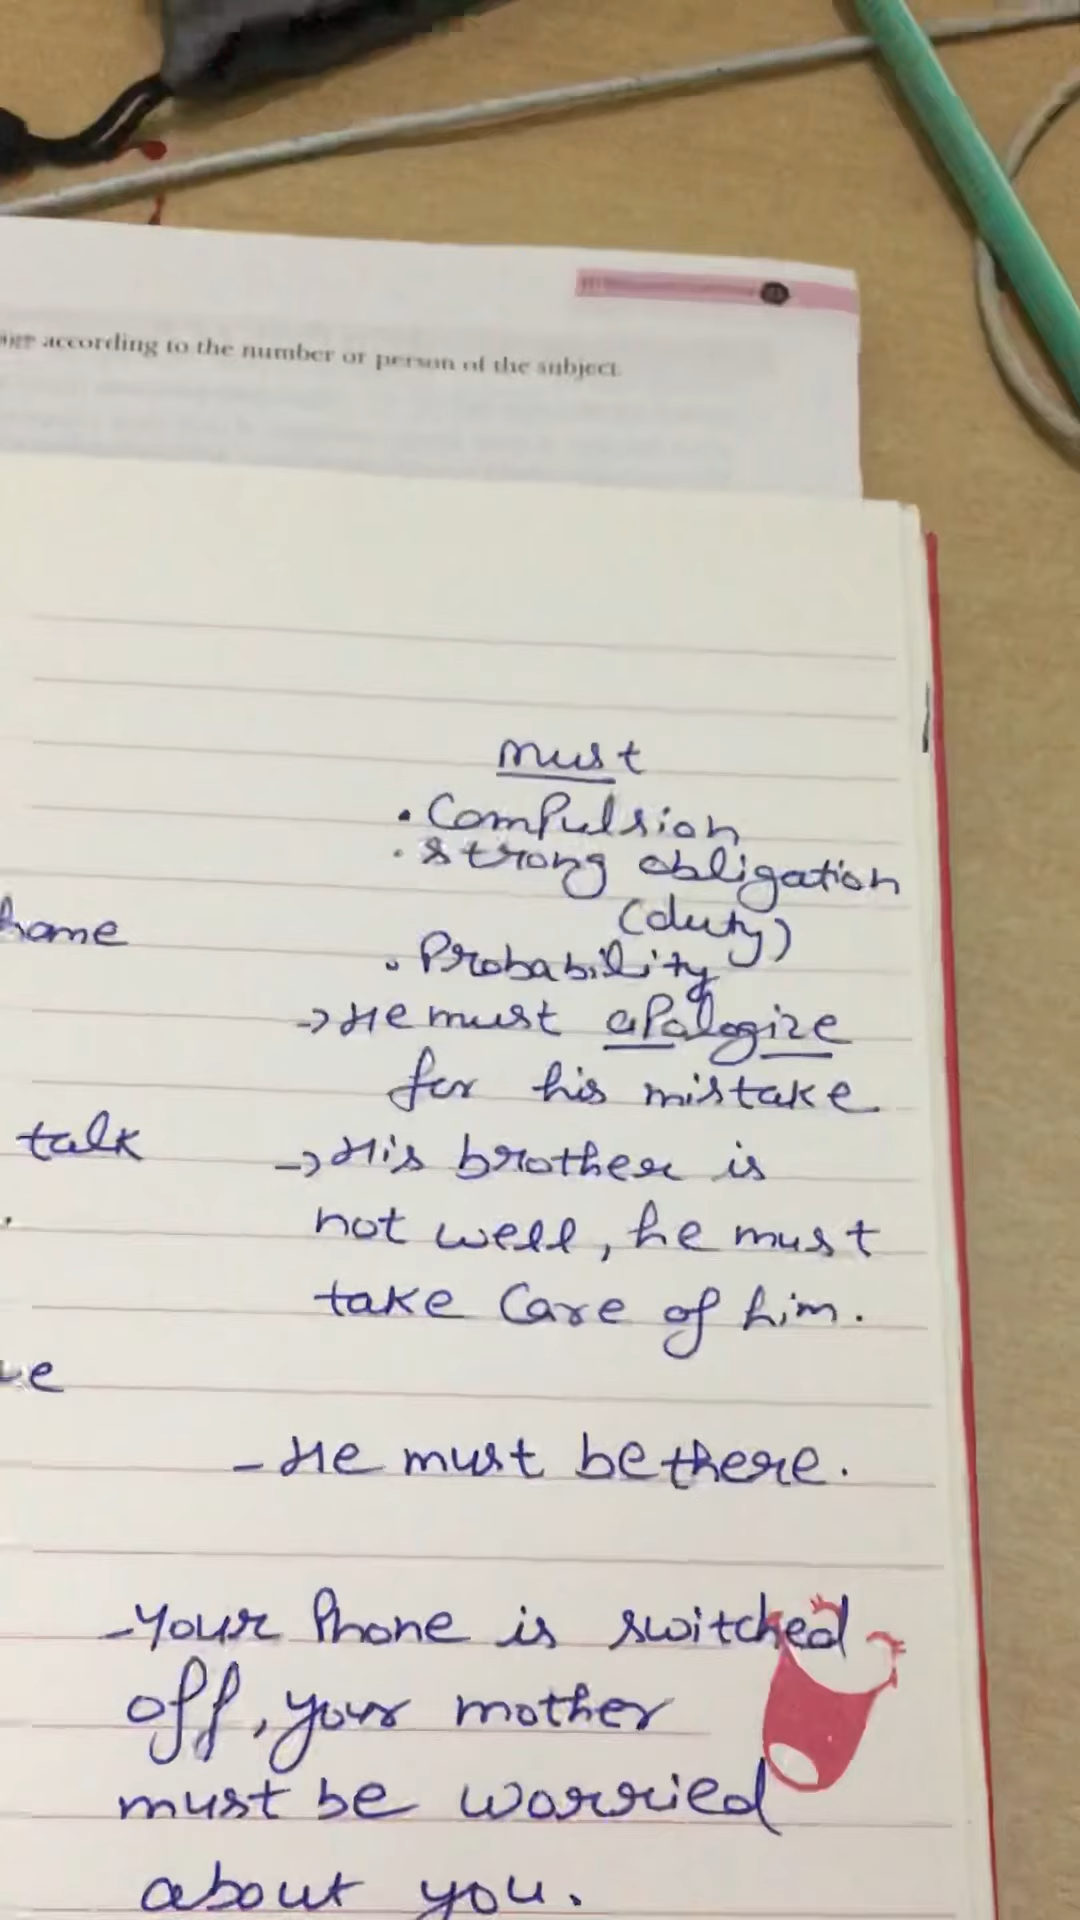 according to the number or person of the subject.
must
• Compulsion
• strong obligation
(duty)
home
• Probability
→ He must apologize
for his mistake
talk
→ His brother is
not well, he must
take care of him.
- He must be there.
- Your Phone is switched
off, your mother
must be worried
about you.